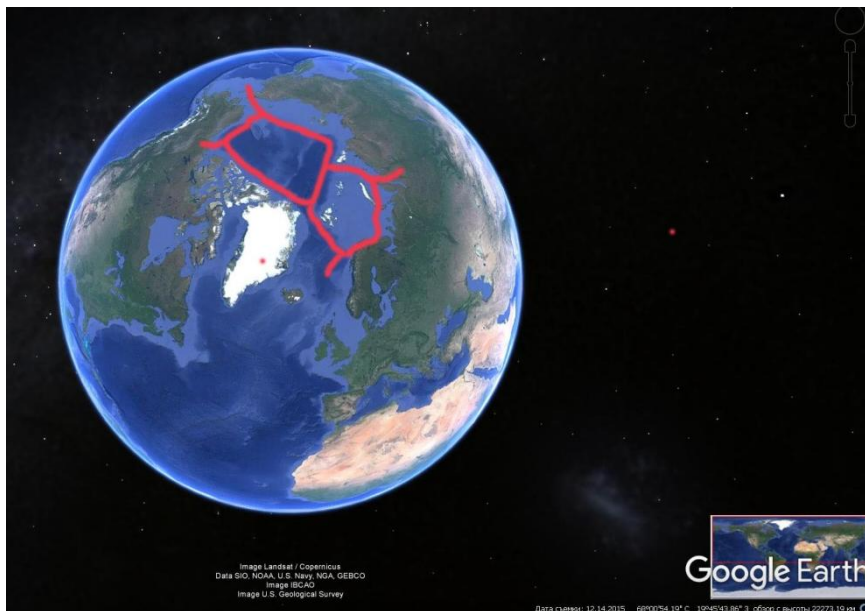 Image Landsat / Copernicus
Data SIO, NOAA, U.S. Navy, NGA, GEBCO
Image IBCAO
Image U.S. Geological Survey
Google Earth
Дата съемки: 12.14.2015 68°00'54.19" С 19°45'43.86" З обзор с высоты 22273.19 км